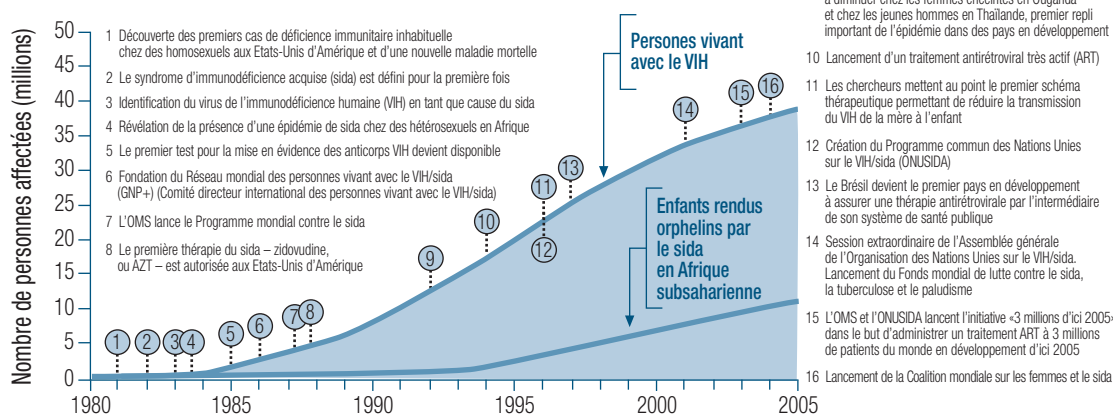 Nombre de personnes affectées (millions)
50
45
40
35
30
25
20
15
10
5
0
1980
1985
1990
1995
2000
2005
1 Découverte des premiers cas de déficience immunitaire inhabituelle
chez des homosexuels aux Etats-Unis d'Amérique et d'une nouvelle maladie mortelle
2 Le syndrome d'immunodéficience acquise (sida) est défini pour la première fois
3 Identification du virus de l'immunodéficience humaine (VIH) en tant que cause du sida
4 Révélation de la présence d'une épidémie de sida chez des hétérosexuels en Afrique
5 Le premier test pour la mise en évidence des anticorps VIH devient disponible
6 Fondation du Réseau mondial des personnes vivant avec le VIH/sida
(GNP+) (Comité directeur international des personnes vivant avec le VIH/sida)
7 L'OMS lance le Programme mondial contre le sida
8 Le première thérapie du sida – zidovudine,
ou AZT – est autorisée aux Etats-Unis d'Amérique
1
2
3
4
5
6
7
8
9
10
11
12
13
14
15
16
Persones vivant
avec le VIH
Enfants rendus
orphelins par
le sida
en Afrique
subsaharienne
à diminuer chez les femmes enceintes en Ouganda
et chez les jeunes hommes en Thaïlande, premier repli
important de l'épidémie dans des pays en développement
10 Lancement d'un traitement antirétroviral très actif (ART)
11 Les chercheurs mettent au point le premier schéma
thérapeutique permettant de réduire la transmission
du VIH de la mère à l'enfant
12 Création du Programme commun des Nations Unies
sur le VIH/sida (ONUSIDA)
13 Le Brésil devient le premier pays en développement
à assurer une thérapie antirétrovirale par l'intermédiaire
de son système de santé publique
14 Session extraordinaire de l'Assemblée générale
de l'Organisation des Nations Unies sur le VIH/sida.
Lancement du Fonds mondial de lutte contre le sida,
la tuberculose et le paludisme
15 L'OMS et l'ONUSIDA lancent l'initiative «3 millions d'ici 2005»
dans le but d'administrer un traitement ART à 3 millions
de patients du monde en développement d'ici 2005
16 Lancement de la Coalition mondiale sur les femmes et le sida